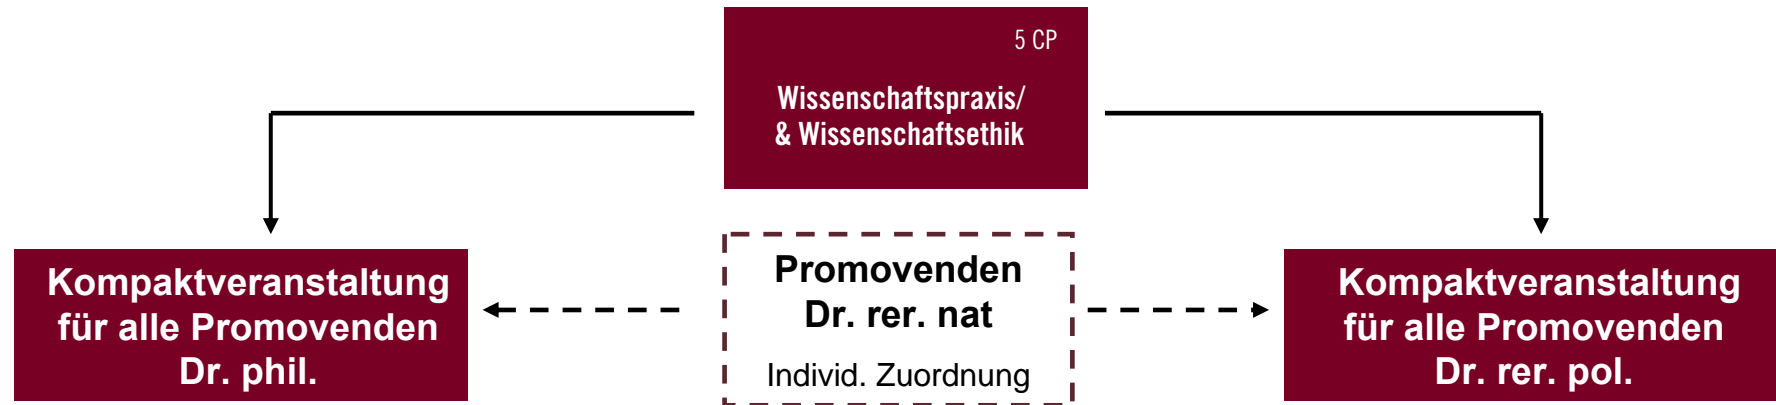 5 CP
Wissenschaftspraxis/
& Wissenschaftsethik
Kompaktveranstaltung
für alle Promovenden
Dr. phil.
Promovenden
Dr. rer. nat
Individ. Zuordnung
Kompaktveranstaltung
für alle Promovenden
Dr. rer. pol.